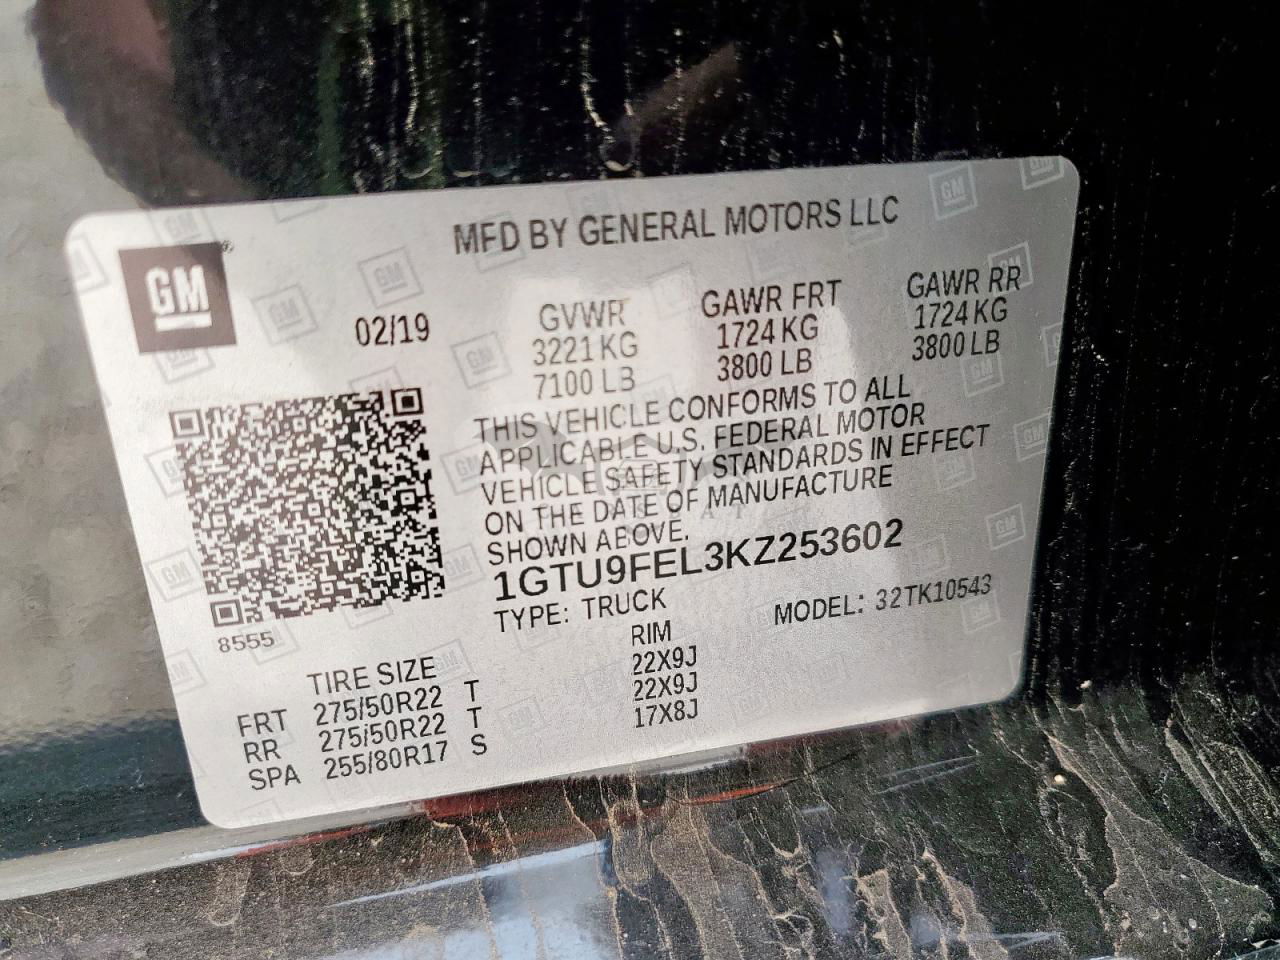 MFD BY GENERAL MOTORS LLC
GM
02/19
GVWR GAWR FRT GAWR RR
3221 KG 1724 KG 1724 KG
7100 LB 3800 LB 3800 LB
THIS VEHICLE CONFORMS TO ALL
APPLICABLE U.S. FEDERAL MOTOR
VEHICLE SAFETY STANDARDS IN EFFECT
ON THE DATE OF MANUFACTURE
SHOWN ABOVE.
1GTU9FEL3KZ253602
TYPE: TRUCK MODEL: 32TK10543
8555
TIRE SIZE RIM
FRT 275/50R22 T 22X9J
RR 275/50R22 T 22X9J
SPA 255/80R17 S 17X8J